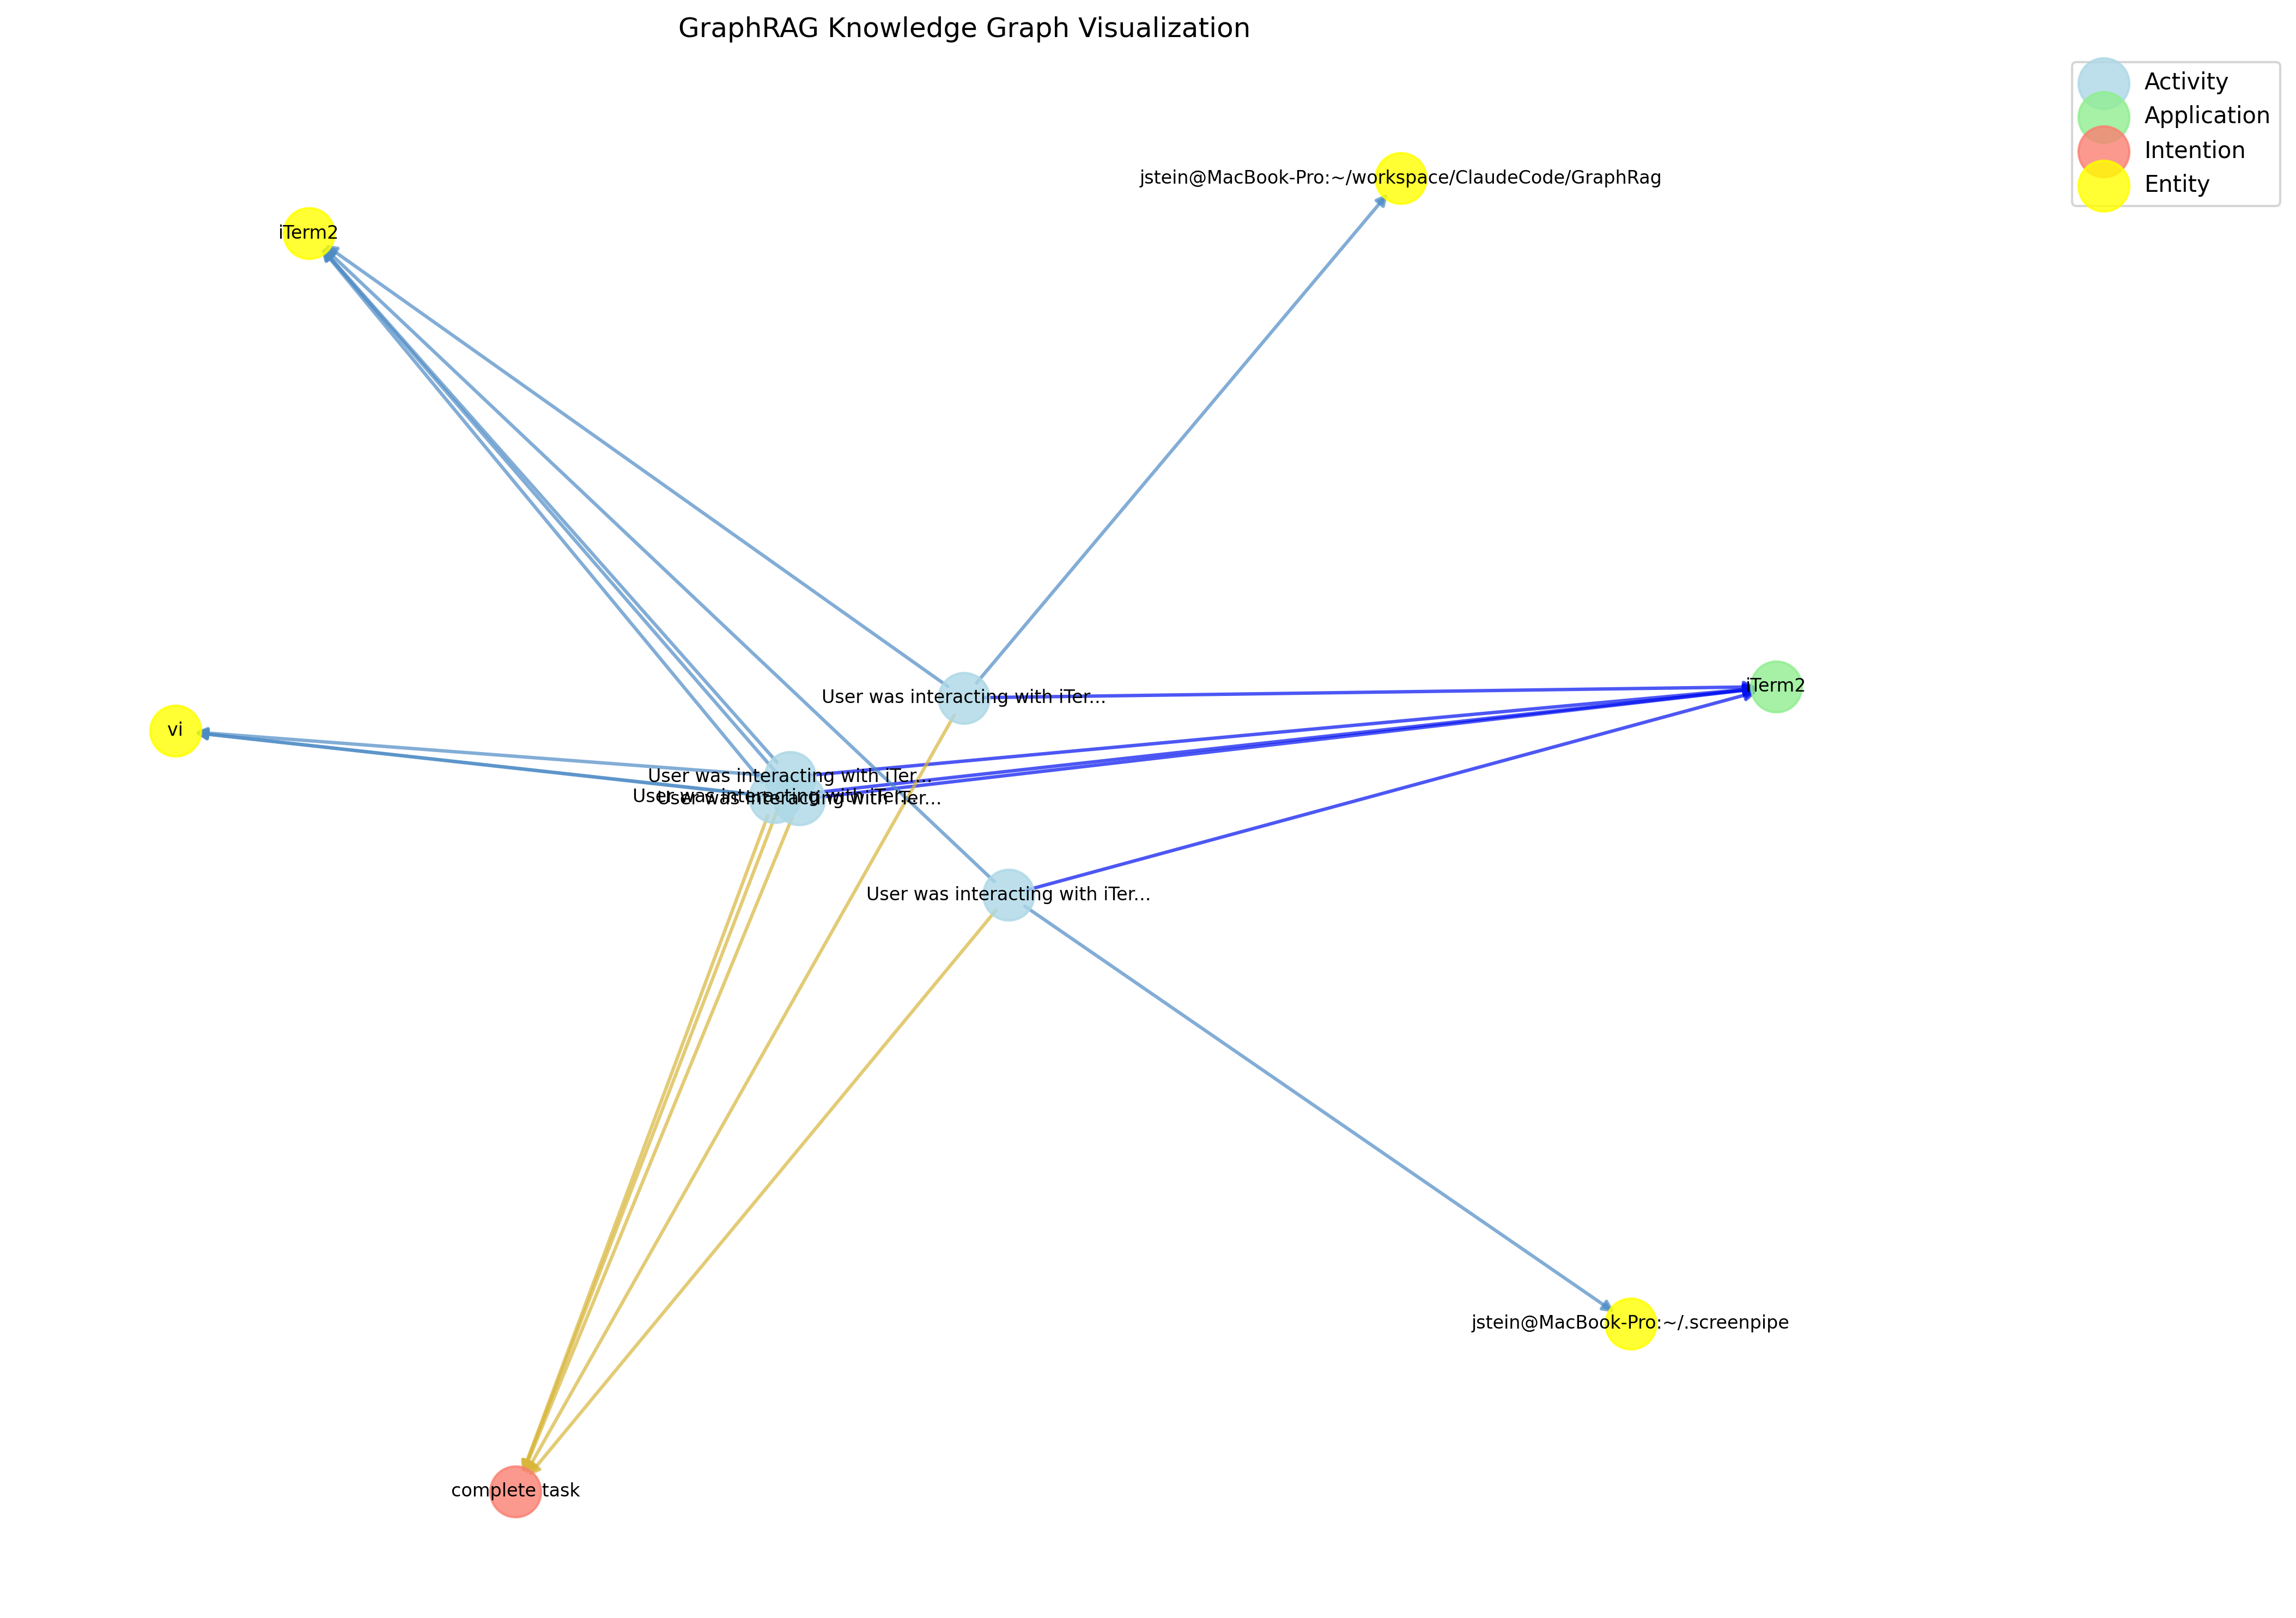 GraphRAG Knowledge Graph Visualization
Activity
Application
Intention
Entity
jstein@MacBook-Pro:~/workspace/ClaudeCode/GraphRag
iTerm2
iTerm2
User was interacting with iTer...
vi
User was interacting with iTer...
User was interacting with iTer...
User was interacting with iTer...
User was interacting with iTer...
jstein@MacBook-Pro:~/.screenpipe
complete task